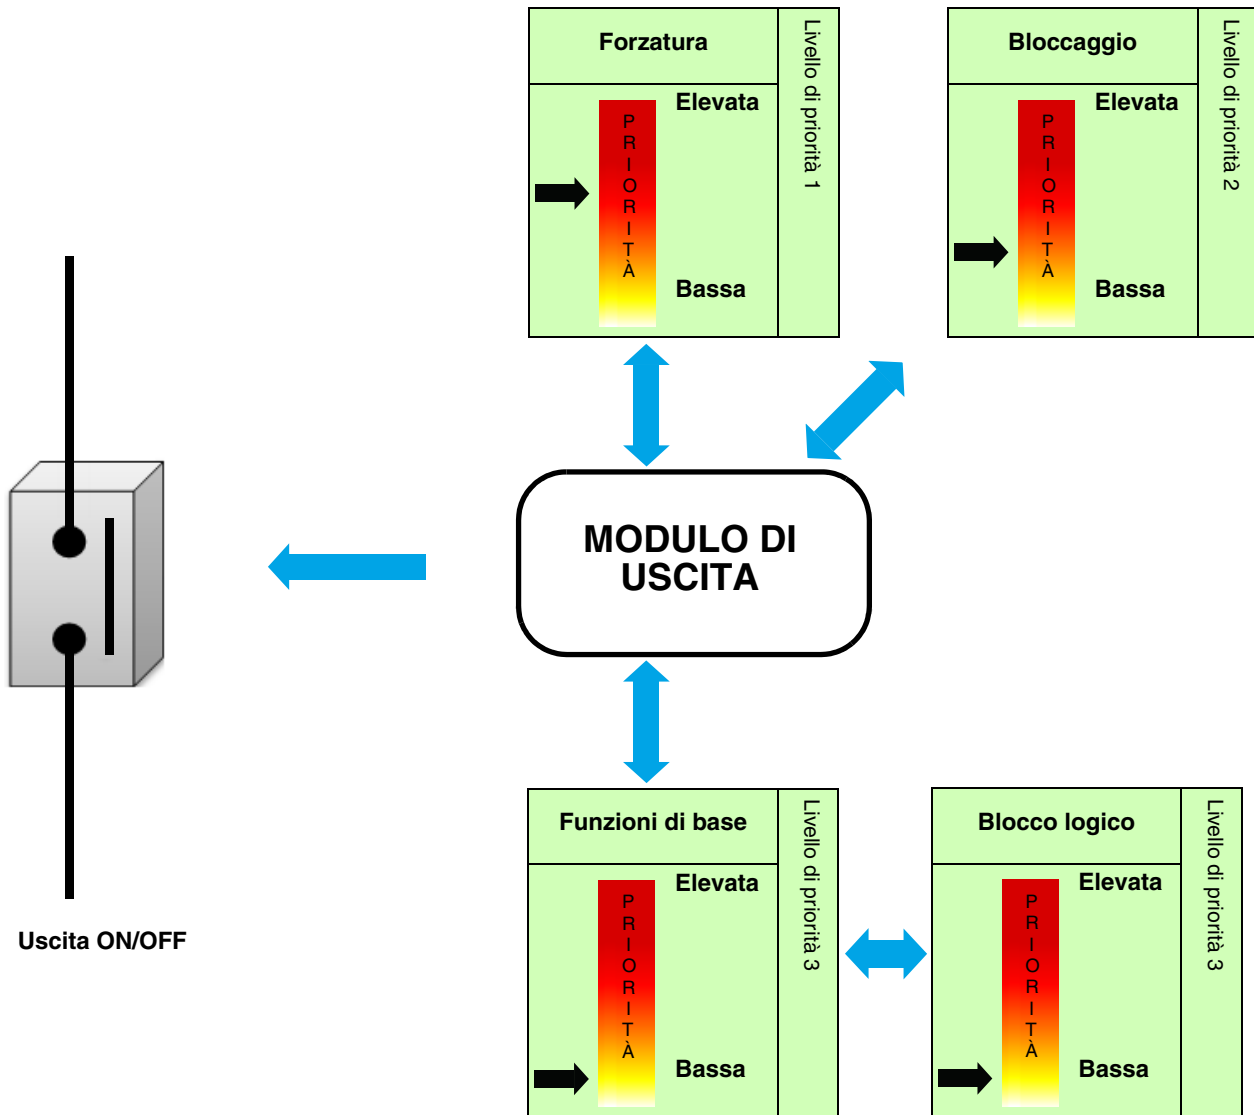 Forzatura
Livello di priorità 1
Elevata
PRIORITÀ
Bassa
Bloccaggio
Livello di priorità 2
Elevata
PRIORITÀ
Bassa
MODULO DI
USCITA
Uscita ON/OFF
Funzioni di base
Livello di priorità 3
Elevata
PRIORITÀ
Bassa
Blocco logico
Livello di priorità 3
Elevata
PRIORITÀ
Bassa